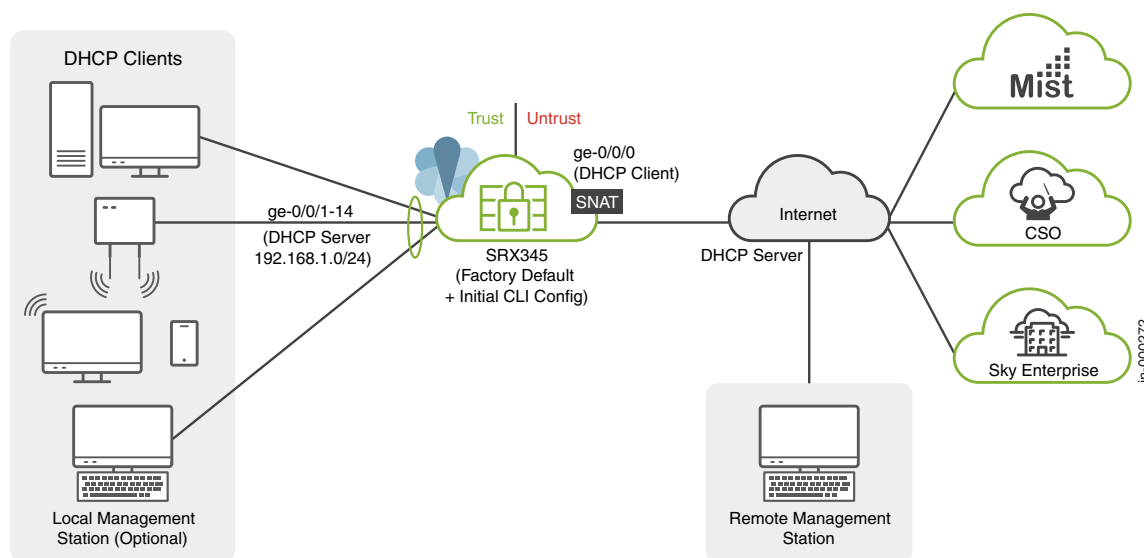 DHCP Clients
Trust
Untrust
ge-0/0/0
(DHCP Client)
SNAT
ge-0/0/1-14
(DHCP Server
192.168.1.0/24)
SRX345
(Factory Default
+ Initial CLI Config)
Internet
DHCP Server
Mist
CSO
Sky Enterprise
jn-000272
Local Management
Station (Optional)
Remote Management
Station